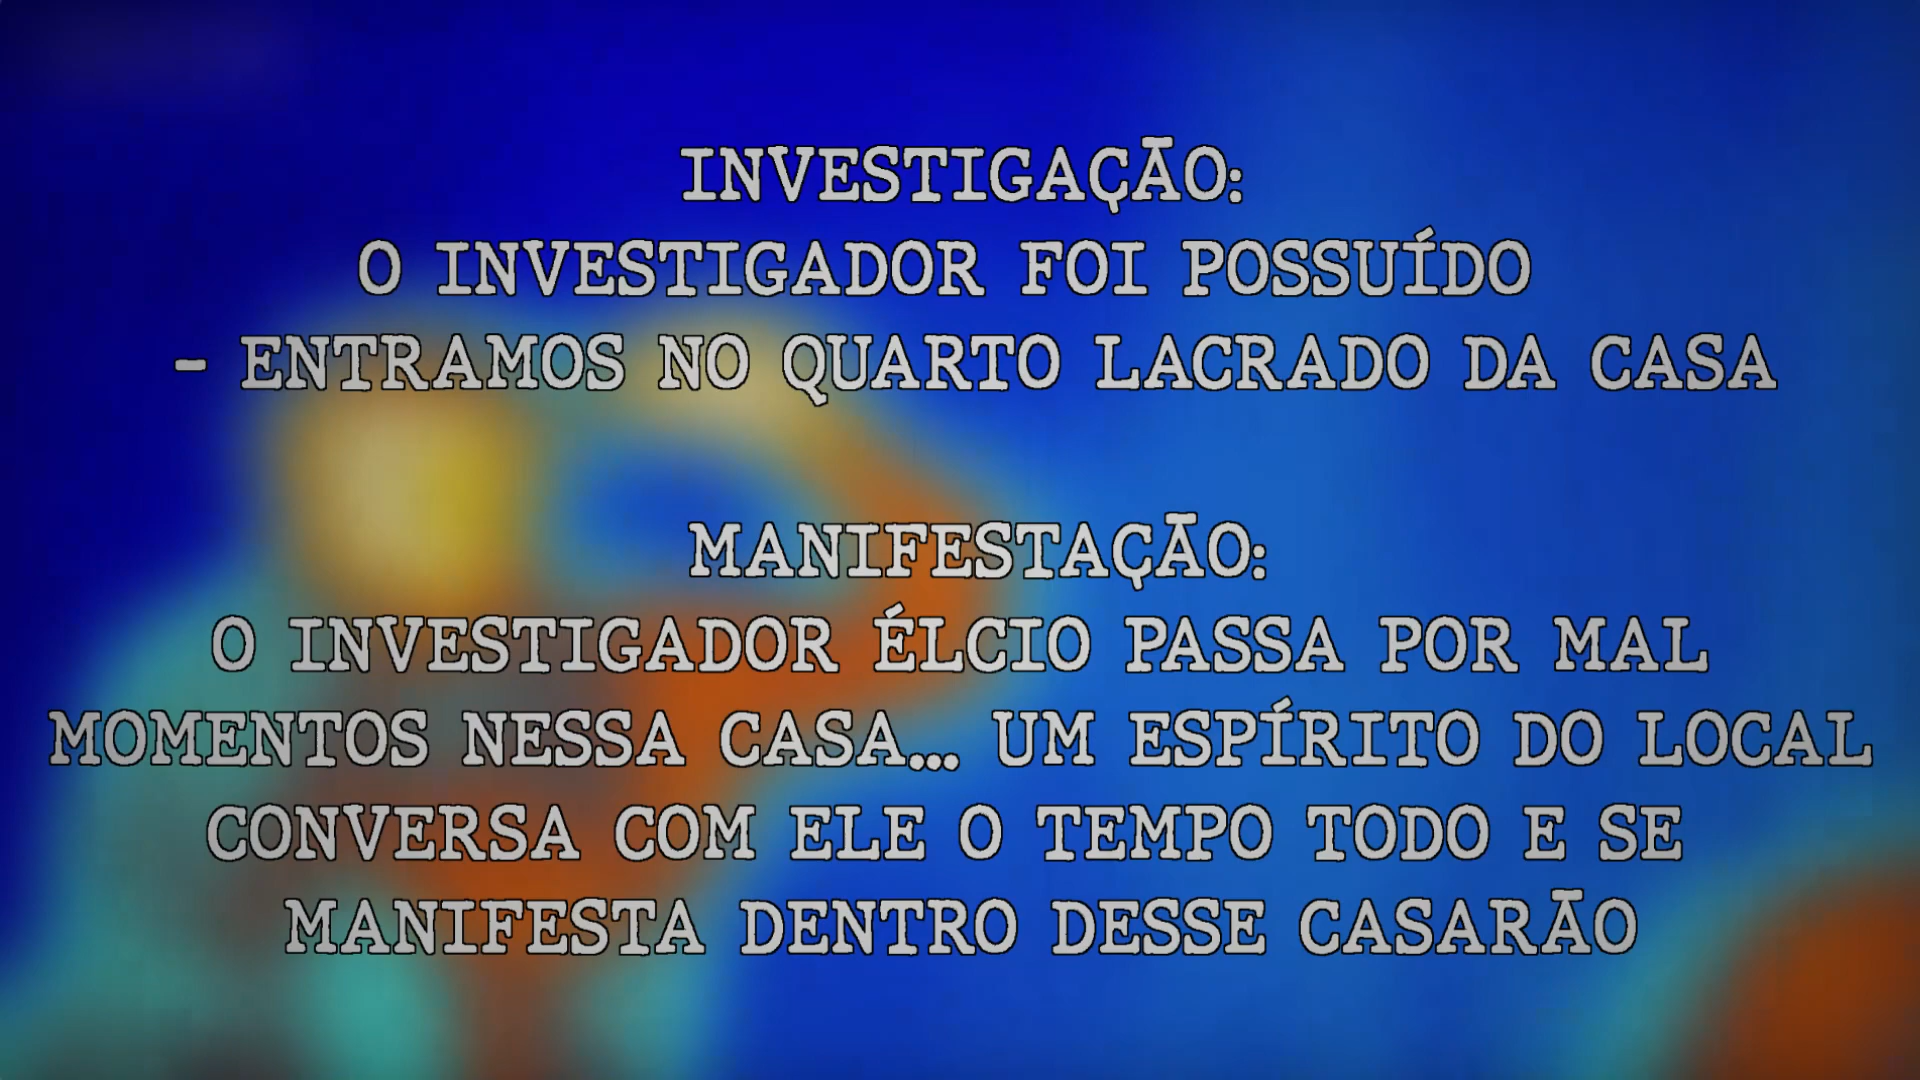 INVESTIGAÇÃO:
O INVESTIGADOR FOI POSSUÍDO
- ENTRAMOS NO QUARTO LACRADO DA CASA
MANIFESTAÇÃO:
O INVESTIGADOR ÉLCIO PASSA POR MAL
MOMENTOS NESSA CASA... UM ESPÍRITO DO LOCAL
CONVERSA COM ELE O TEMPO TODO E SE
MANIFESTA DENTRO DESSE CASARÃO